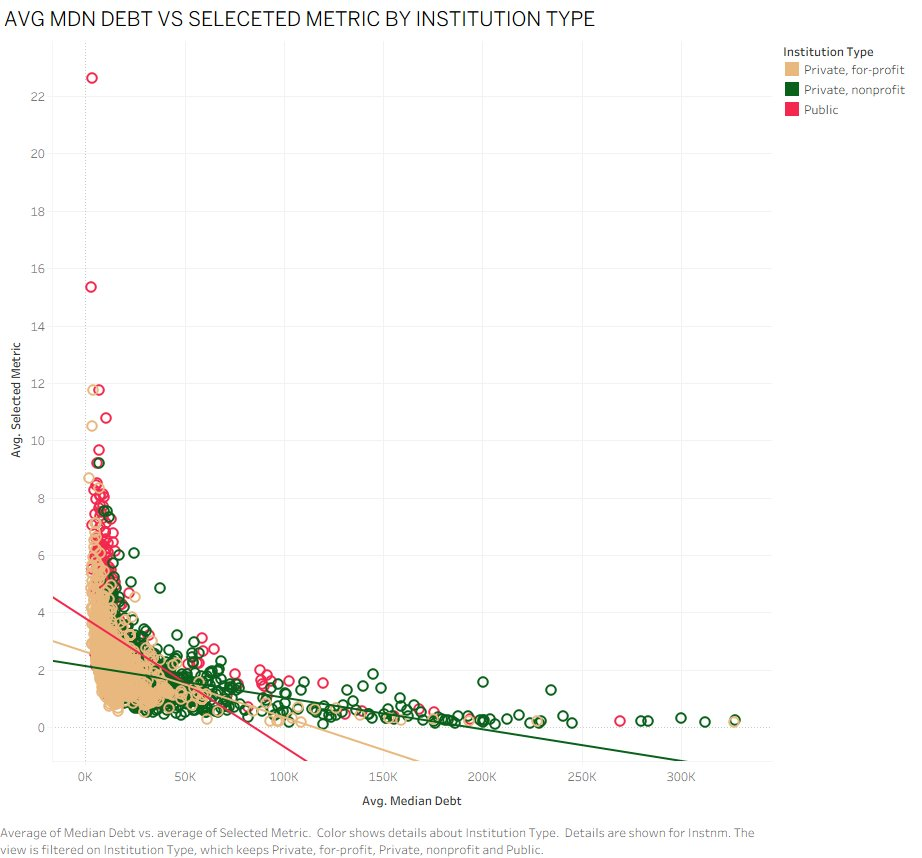 AVG MDN DEBT VS SELECETED METRIC BY INSTITUTION TYPE
Institution Type
Private, for-profit
Private, nonprofit
Public
22
20
18
16
14
12
10
8
6
4
2
0
Avg. Selected Metric
0K 50K 100K 150K 200K 250K 300K
Avg. Median Debt
Average of Median Debt vs. average of Selected Metric. Color shows details about Institution Type. Details are shown for Instnm. The
view is filtered on Institution Type, which keeps Private, for-profit, Private, nonprofit and Public.